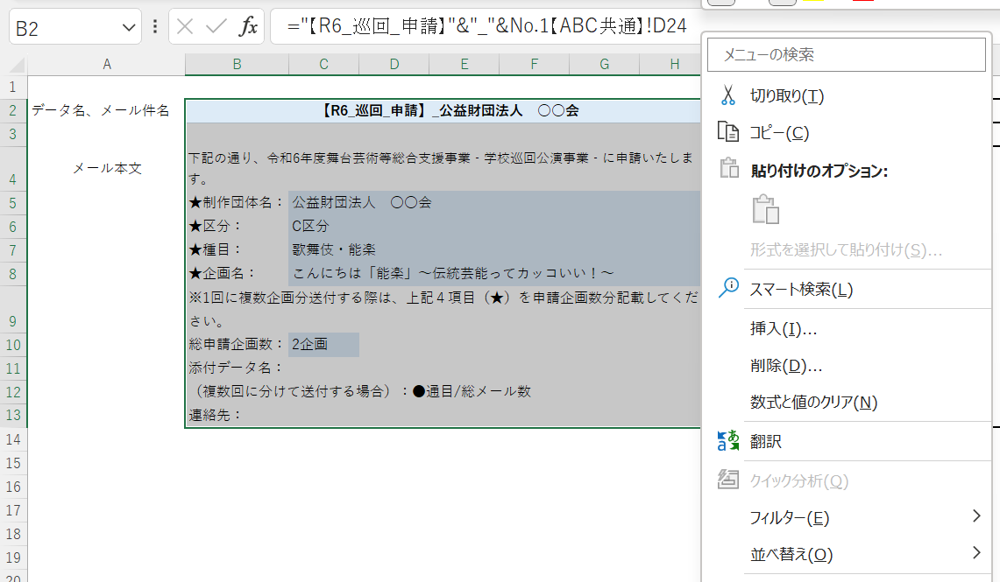 B2
fx
="【R6_巡回_申請】"&"_"&No.1【ABC共通】!D24
A B C D E F G H
1
2 データ名、メール件名 【R6_巡回_申請】_公益財団法人　〇〇会
3
下記の通り、令和6年度舞台芸術等総合支援事業 - 学校巡回公演事業 - に申請いたしま
4 メール本文 す。
5 ★制作団体名： 公益財団法人　〇〇会
6 ★区分： C区分
7 ★種目： 歌舞伎・能楽
8 ★企画名： こんにちは「能楽」～伝統芸能ってカッコいい！～
※1回に複数企画分送付する際は、上記４項目（★）を申請企画数分記載してくだ
9 さい。
10 総申請企画数： 2企画
11 添付データ名：
12 （複数回に分けて送付する場合）：●通目/総メール数
13 連絡先：
14
15
16
17
18
19
20
メニューの検索
切り取り(T)
コピー(C)
貼り付けのオプション:
形式を選択して貼り付け(S)...
スマート検索(L)
挿入(I)...
削除(D)...
数式と値のクリア(N)
翻訳
クイック分析(Q)
フィルター(E)
並べ替え(O)